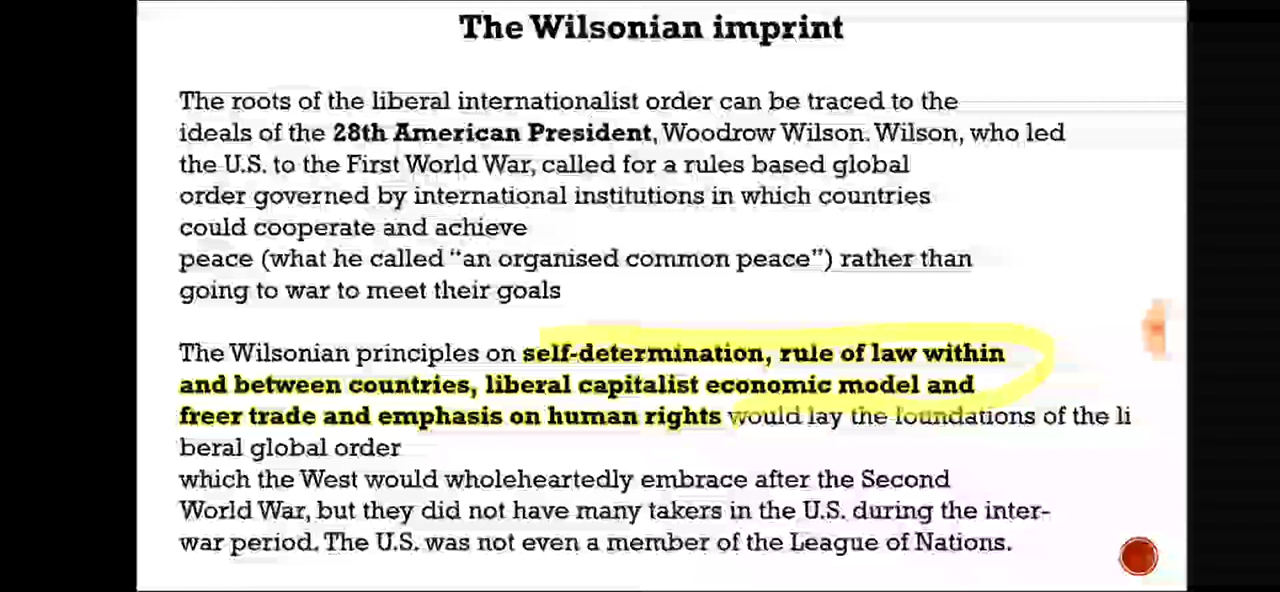 The Wilsonian imprint
The roots of the liberal internationalist order can be traced to the
ideals of the 28th American President, Woodrow Wilson. Wilson, who led
the U.S. to the First World War, called for a rules based global
order governed by international institutions in which countries
could cooperate and achieve
peace (what he called “an organised common peace”) rather than
going to war to meet their goals
The Wilsonian principles on self-determination, rule of law within
and between countries, liberal capitalist economic model and
freer trade and emphasis on human rights would lay the foundations of the li
beral global order
which the West would wholeheartedly embrace after the Second
World War, but they did not have many takers in the U.S. during the inter-
war period. The U.S. was not even a member of the League of Nations.